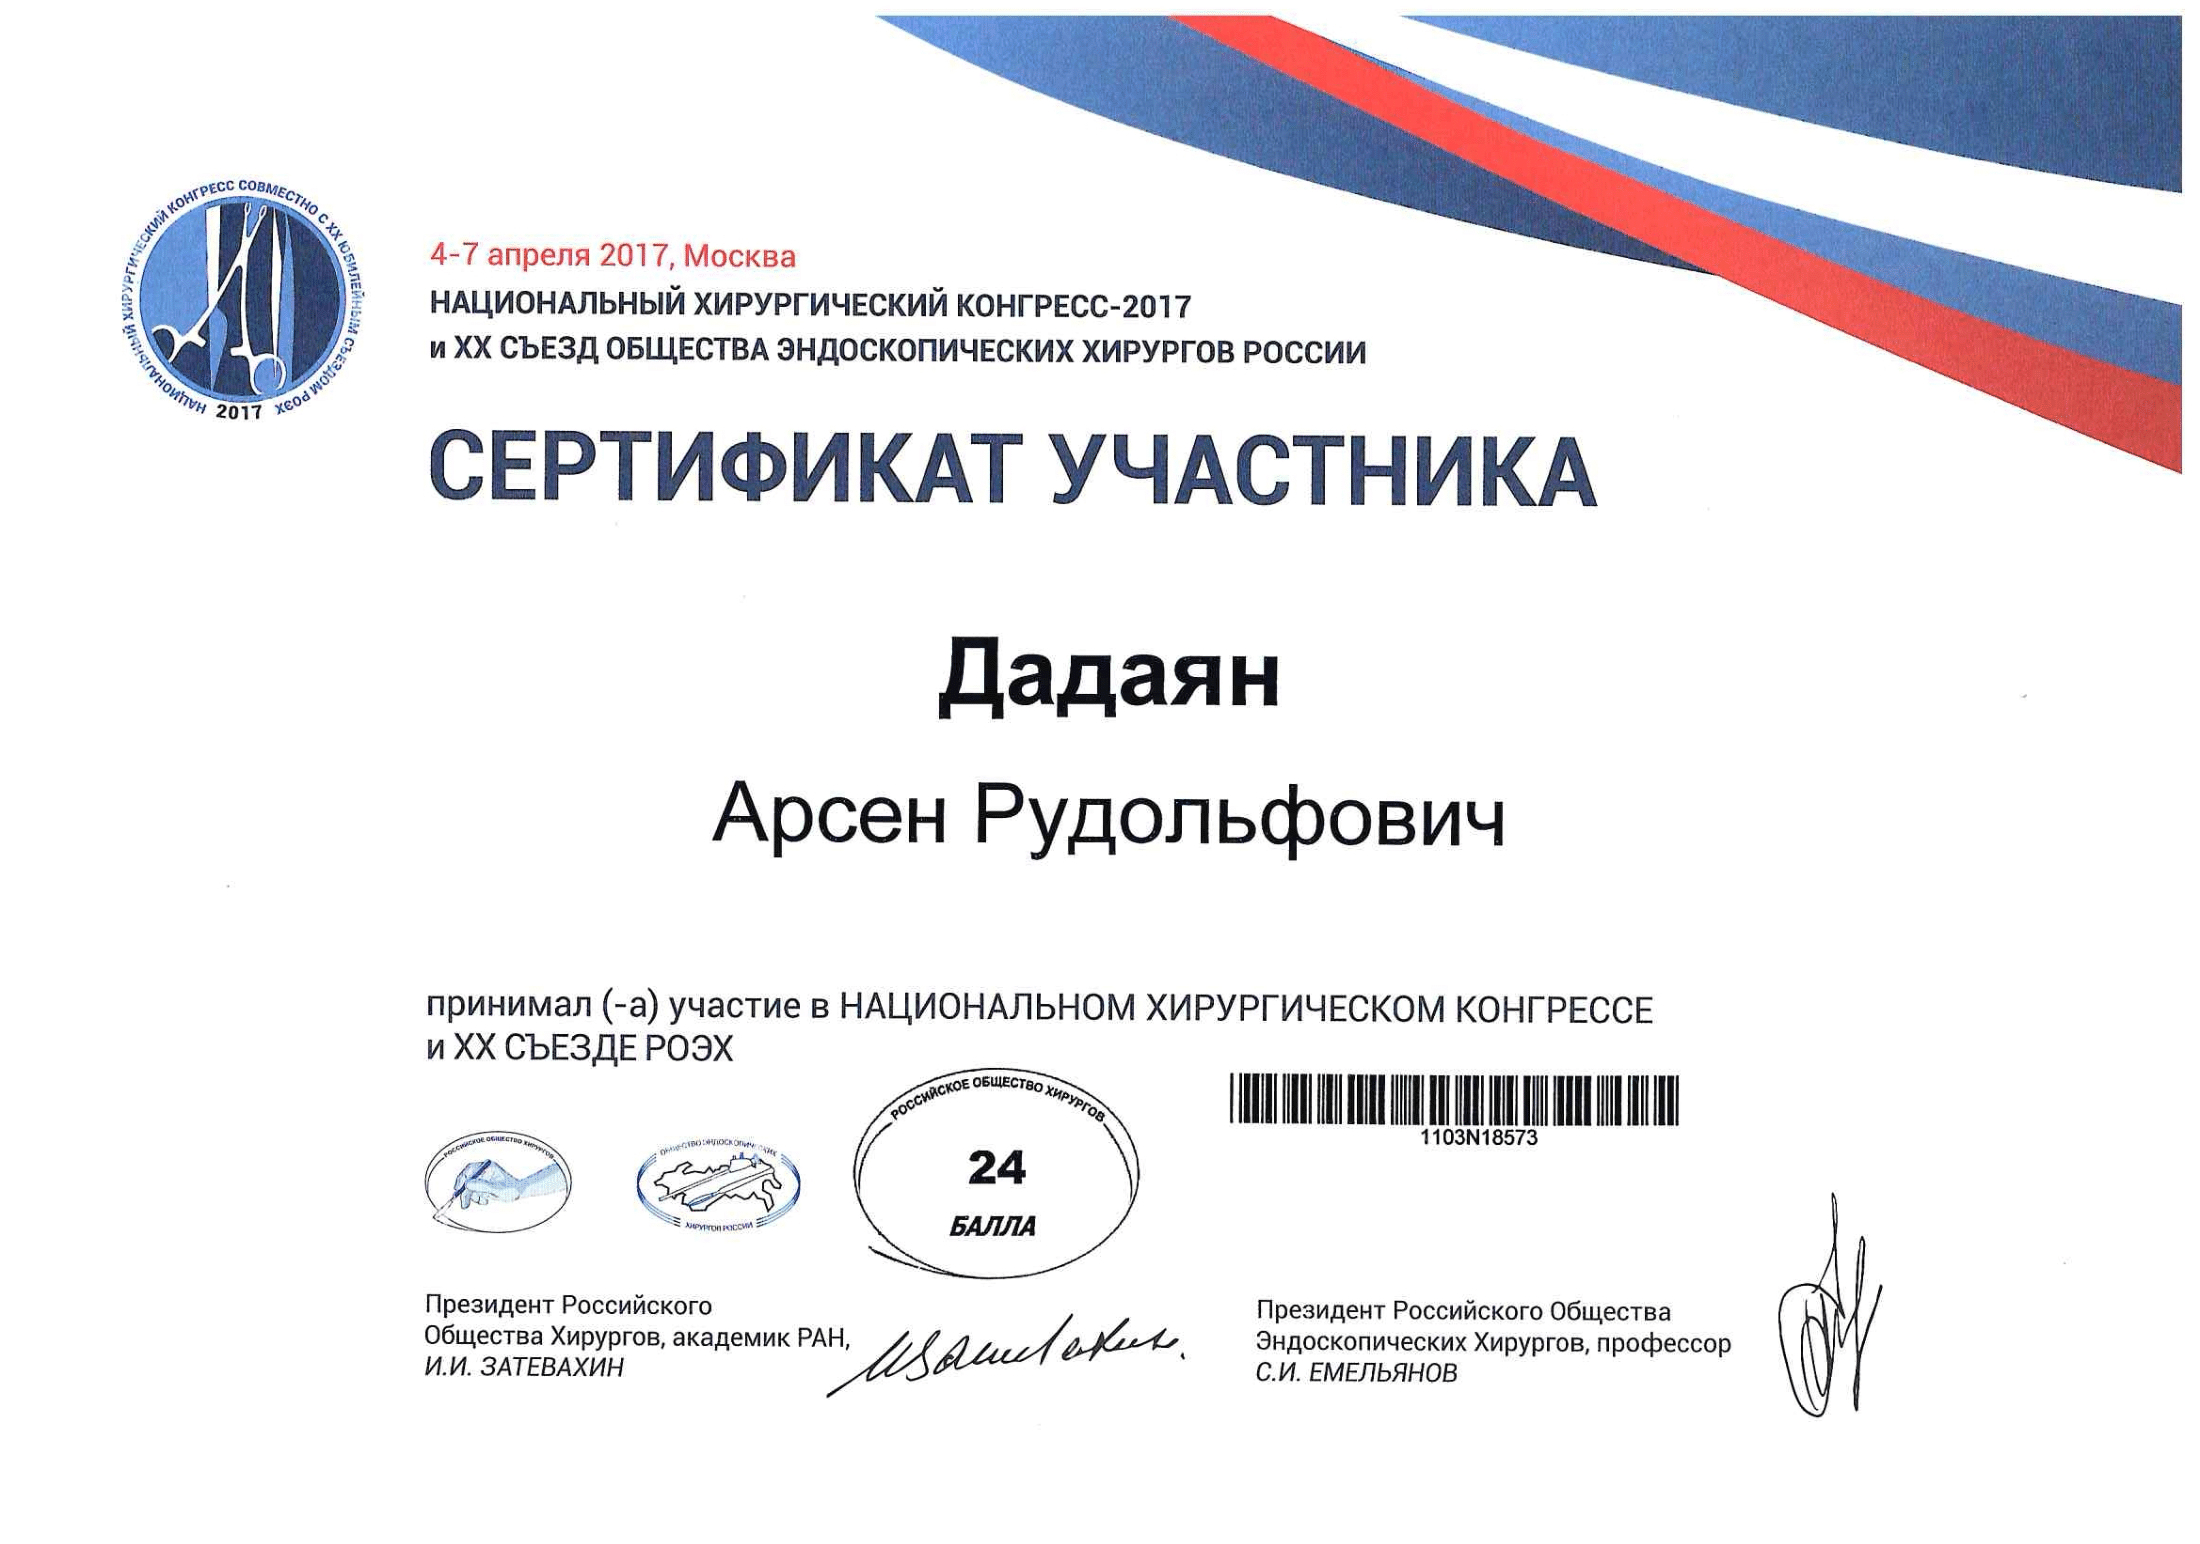 НАЦИОНАЛЬНЫЙ ХИРУРГИЧЕСКИЙ КОНГРЕСС СОВМЕСТНО С XX ЮБИЛЕЙНЫМ СЪЕЗДОМ РОЭХ
2017
4-7 апреля 2017, Москва
НАЦИОНАЛЬНЫЙ ХИРУРГИЧЕСКИЙ КОНГРЕСС-2017
и XX СЪЕЗД ОБЩЕСТВА ЭНДОСКОПИЧЕСКИХ ХИРУРГОВ РОССИИ
СЕРТИФИКАТ УЧАСТНИКА
Дадаян
Арсен Рудольфович
принимал (-а) участие в НАЦИОНАЛЬНОМ ХИРУРГИЧЕСКОМ КОНГРЕССЕ
и XX СЪЕЗДЕ РОЭХ
РОССИЙСКОЕ ОБЩЕСТВО ХИРУРГОВ
ОБЩЕСТВО ЭНДОСКОПИЧЕСКИХ
ХИРУРГОВ РОССИИ
РОССИЙСКОЕ ОБЩЕСТВО ХИРУРГОВ
24
БАЛЛА
1103N18573
Президент Российского
Общества Хирургов, академик РАН,
И.И. ЗАТЕВАХИН
Президент Российского Общества
Эндоскопических Хирургов, профессор
С.И. ЕМЕЛЬЯНОВ